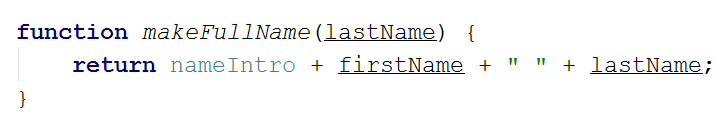 function makeFullName(lastName) {
    return nameIntro + firstName + " " + lastName;
}